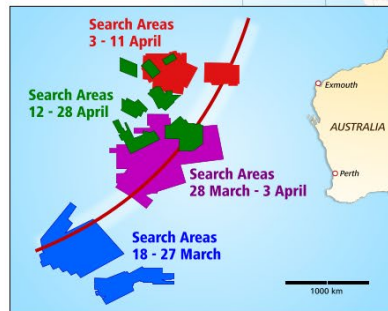 Search Areas
3 - 11 April
Search Areas
12 - 28 April
Exmouth
AUSTRALIA
Perth
Search Areas
28 March - 3 April
Search Areas
18 - 27 March
1000 km